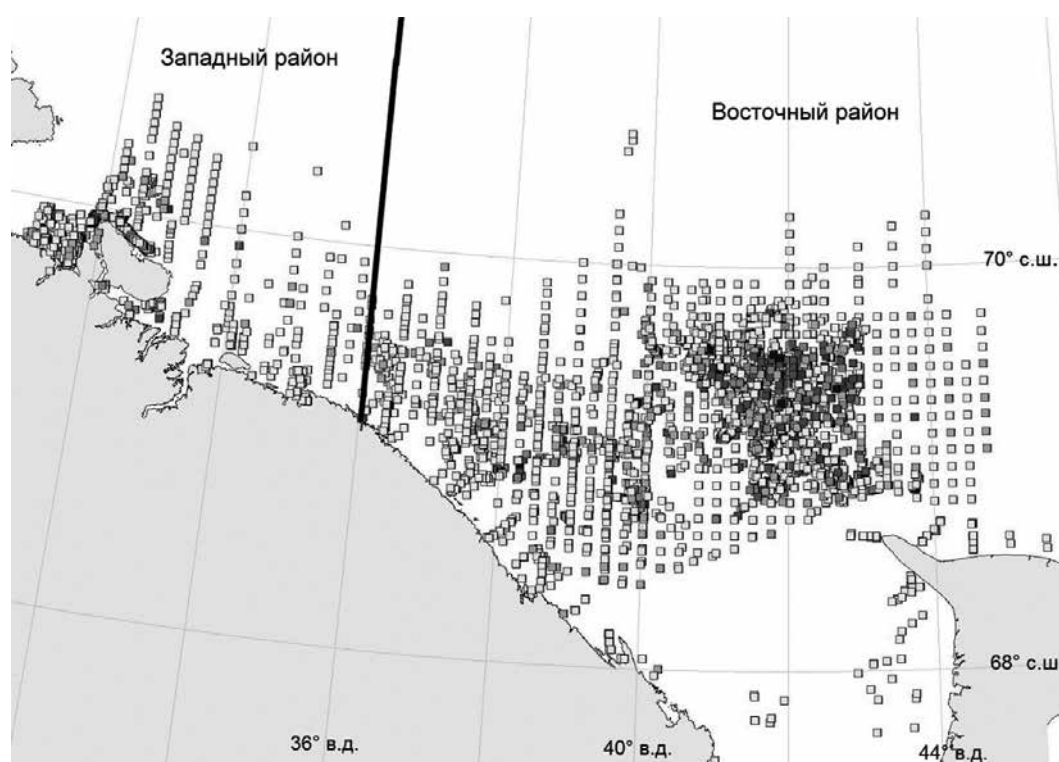 Западный район
Восточный район
70° с.ш.
68° с.ш
36° в.д.
40° в.д.
44° в.д.